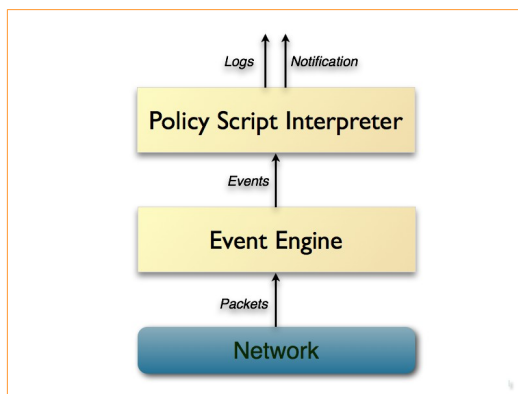 Logs
Notification
Policy Script Interpreter
Events
Event Engine
Packets
Network